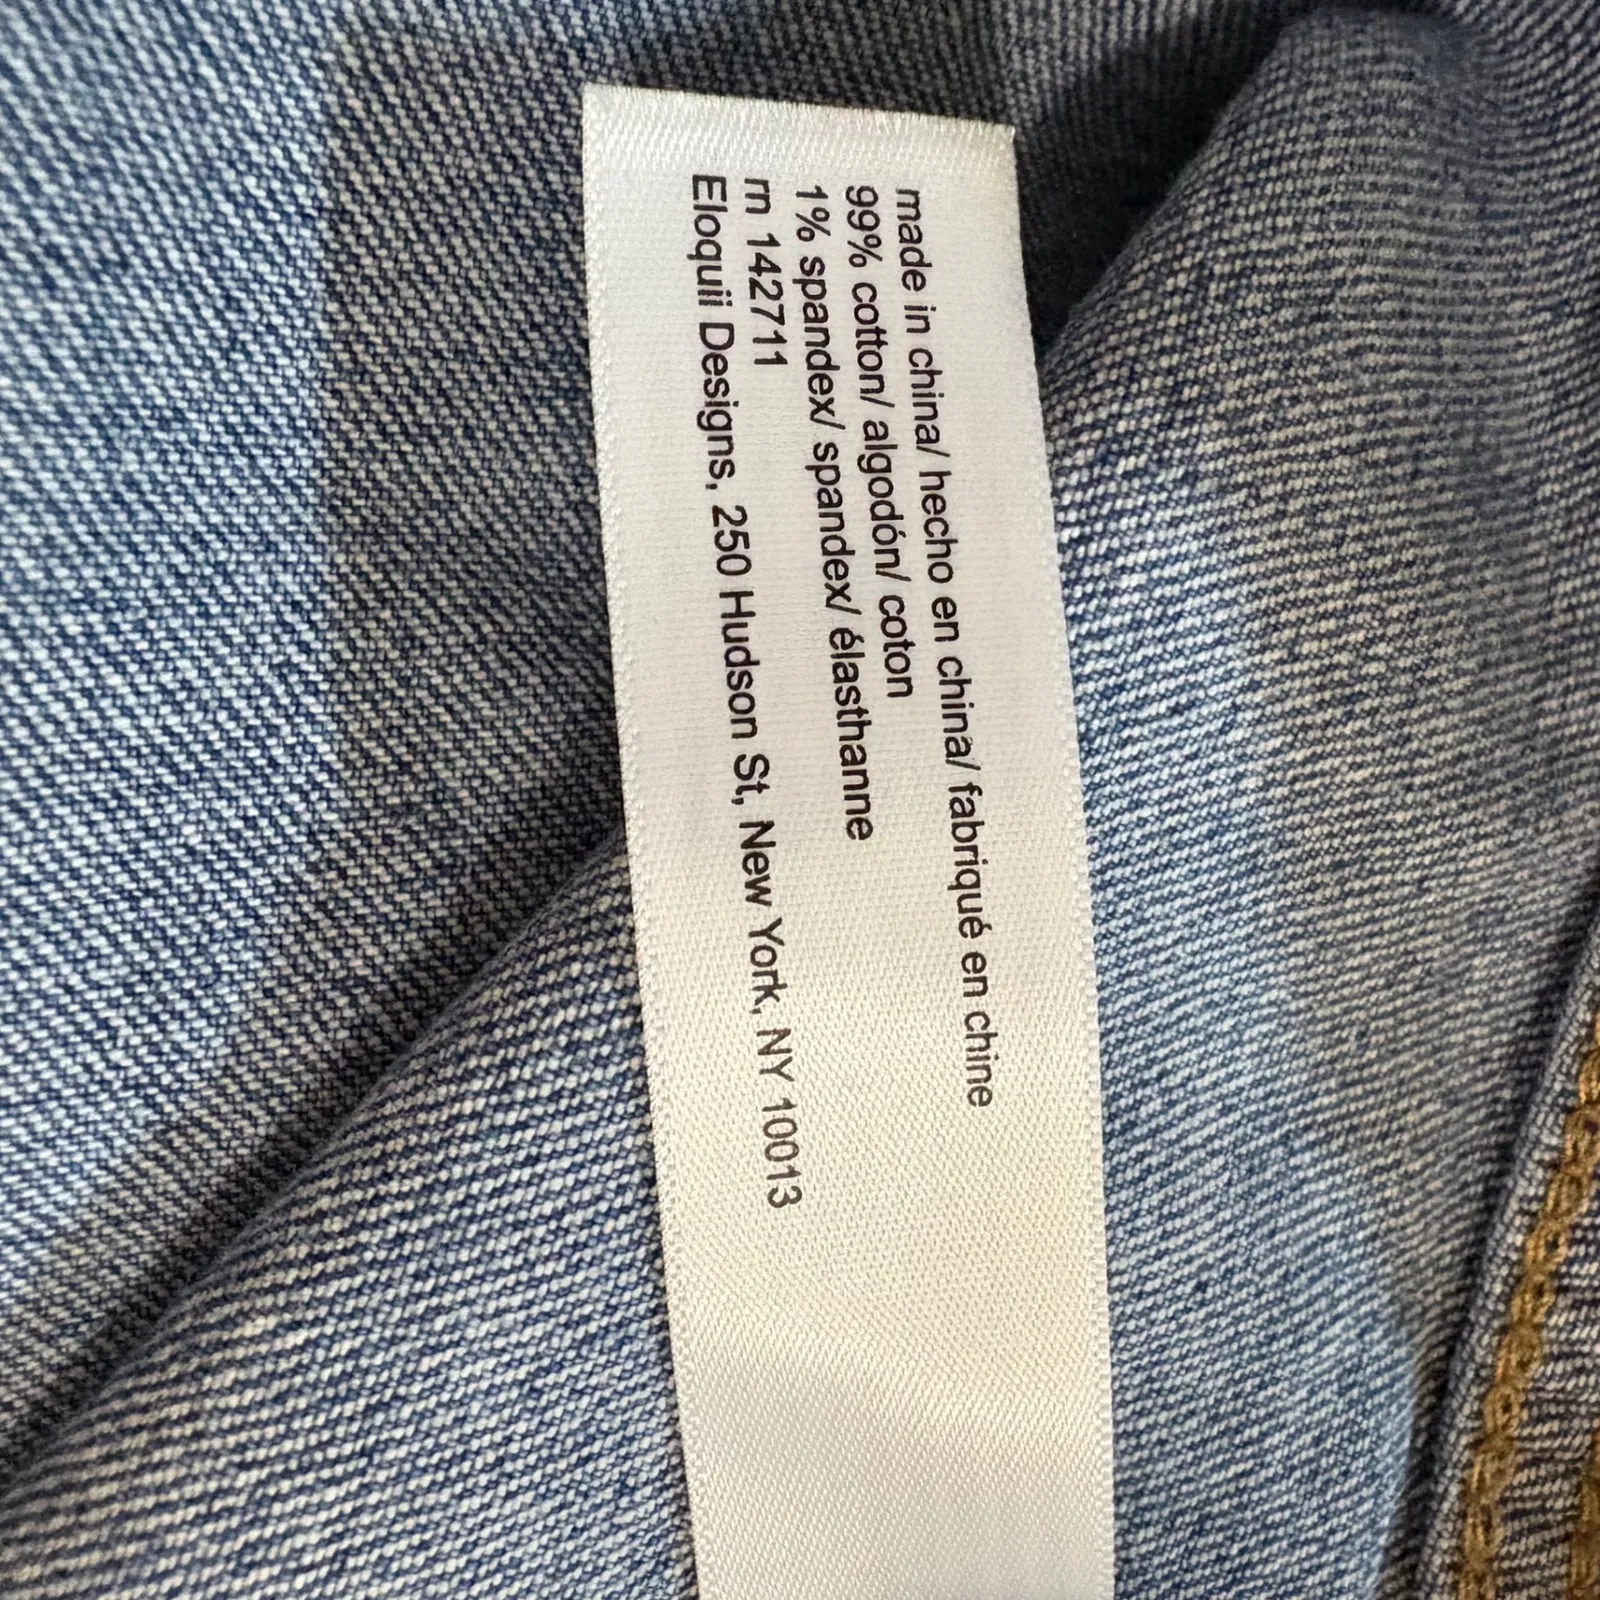 made in china/ hecho en china/ fabriqué en chine
99% cotton/ algodón/ coton
1% spandex/ spandex/ élasthanne
rn 142711
Eloquii Designs, 250 Hudson St, New York, NY 10013